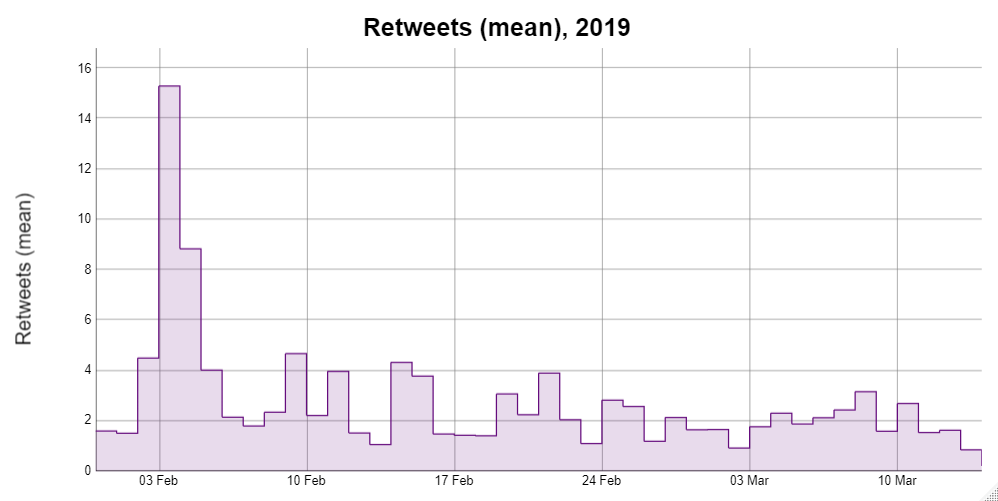 Retweets (mean), 2019
Retweets (mean)
16
14
12
10
8
6
4
2
0
03 Feb
10 Feb
17 Feb
24 Feb
03 Mar
10 Mar